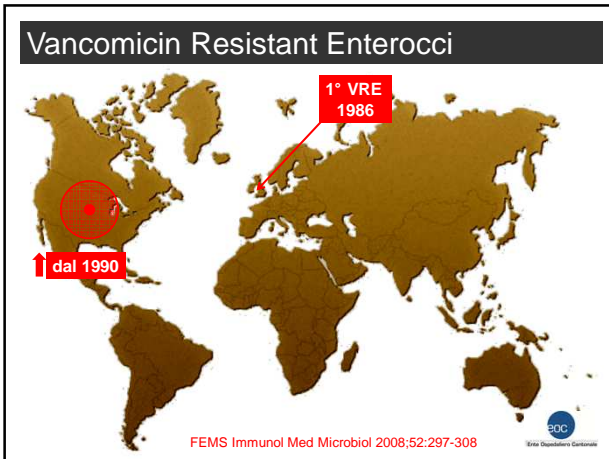 Vancomicin Resistant Enterocci
1° VRE
1986
dal 1990
FEMS Immunol Med Microbiol 2008;52:297-308
eoc
Ente Ospedaliero Cantonale